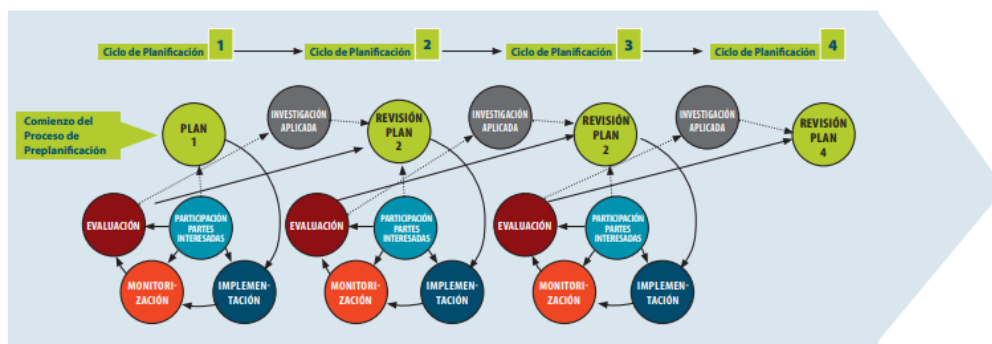 Ciclo de Planificación 1
Ciclo de Planificación 2
Ciclo de Planificación 3
Ciclo de Planificación 4
Comienzo del
Proceso de
Preplanificación
PLAN
1
INVESTIGACIÓN
APLICADA
REVISIÓN
PLAN
2
INVESTIGACIÓN
APLICADA
REVISIÓN
PLAN
2
INVESTIGACIÓN
APLICADA
REVISIÓN
PLAN
4
EVALUACIÓN
PARTICIPACIÓN
PARTES
INTERESADAS
MONITORI-
ZACIÓN
IMPLEMEN-
TACIÓN
EVALUACIÓN
PARTICIPACIÓN
PARTES
INTERESADAS
MONITORI-
ZACIÓN
IMPLEMEN-
TACIÓN
EVALUACIÓN
PARTICIPACIÓN
PARTES
INTERESADAS
MONITORI-
ZACIÓN
IMPLEMEN-
TACIÓN